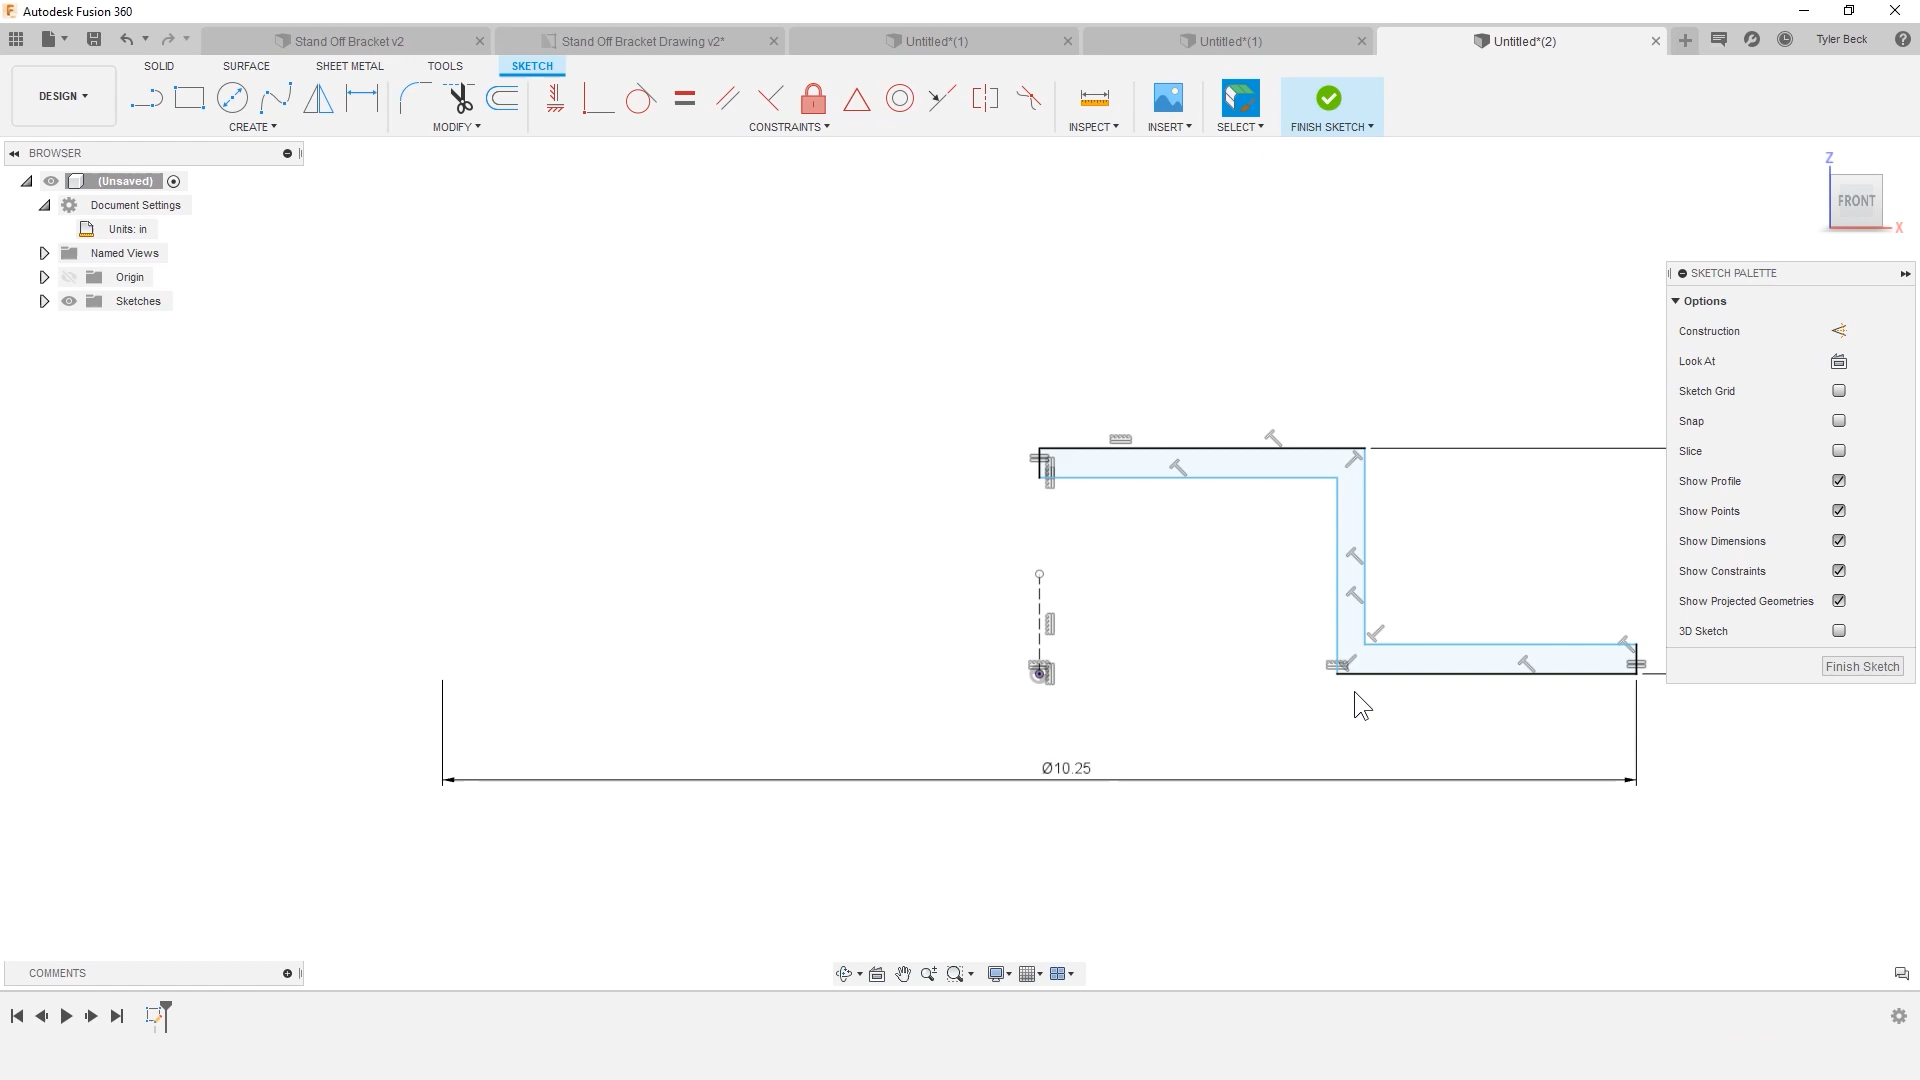 Autodesk Fusion 360
Stand Off Bracket v2
Stand Off Bracket Drawing v2*
Untitled*(1)
Untitled*(1)
Untitled*(2)
Tyler Beck
DESIGN
SOLID
SURFACE
SHEET METAL
TOOLS
SKETCH
CREATE
MODIFY
CONSTRAINTS
INSPECT
INSERT
SELECT
FINISH SKETCH
BROWSER
(Unsaved)
Document Settings
Units: in
Named Views
Origin
Sketches
Z
FRONT
X
SKETCH PALETTE
Options
Construction
Look At
Sketch Grid
Snap
Slice
Show Profile
Show Points
Show Dimensions
Show Constraints
Show Projected Geometries
3D Sketch
Finish Sketch
Ø10.25
COMMENTS